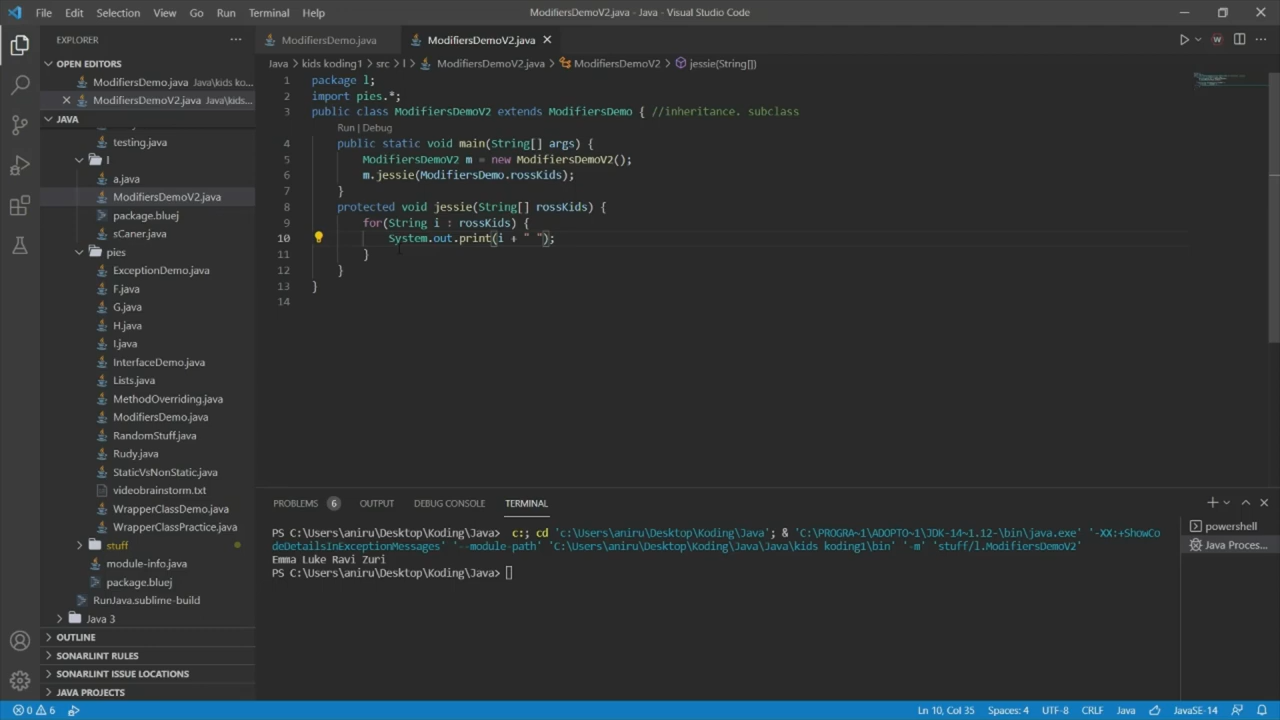 File Edit Selection View Go Run Terminal Help
ModifiersDemoV2.java - Java - Visual Studio Code
EXPLORER
OPEN EDITORS
ModifiersDemo.java Java\kids ko...
ModifiersDemoV2.java Java\kids...
JAVA
testing.java
l
a.java
ModifiersDemoV2.java
package.bluej
sCaner.java
pies
ExceptionDemo.java
F.java
G.java
H.java
I.java
InterfaceDemo.java
Lists.java
MethodOverriding.java
ModifiersDemo.java
RandomStuff.java
Rudy.java
StaticVsNonStatic.java
videobrainstorm.txt
WrapperClassDemo.java
WrapperClassPractice.java
stuff
module-info.java
package.bluej
RunJava.sublime-build
Java 3
OUTLINE
SONARLINT RULES
SONARLINT ISSUE LOCATIONS
JAVA PROJECTS
ModifiersDemo.java ModifiersDemoV2.java
Java > kids koding1 > src > l > ModifiersDemoV2.java > ModifiersDemoV2 > jessie(String[])
1 package l;
2 import pies.*;
3 public class ModifiersDemoV2 extends ModifiersDemo { //inheritance. subclass
Run | Debug
4 public static void main(String[] args) {
5 ModifiersDemoV2 m = new ModifiersDemoV2();
6 m.jessie(ModifiersDemo.rossKids);
7 }
8 protected void jessie(String[] rossKids) {
9 for(String i : rossKids) {
10 System.out.print(i + " ");
11 }
12 }
13 }
14
PROBLEMS 6 OUTPUT DEBUG CONSOLE TERMINAL
PS C:\Users\aniru\Desktop\Koding\Java> c:; cd 'c:\Users\aniru\Desktop\Koding\Java'; & 'C:\PROGRA~1\ADOPTO~1\JDK-14~1.12-\bin\java.exe' '-XX:+ShowCo
deDetailsInExceptionMessages' '--module-path' 'C:\Users\aniru\Desktop\Koding\Java\Java\kids koding1\bin' '-m' 'stuff/l.ModifiersDemoV2'
Emma Luke Ravi Zuri
PS C:\Users\aniru\Desktop\Koding\Java>
powershell
Java Proces...
0 6
Ln 10, Col 35 Spaces: 4 UTF-8 CRLF Java JavaSE-14